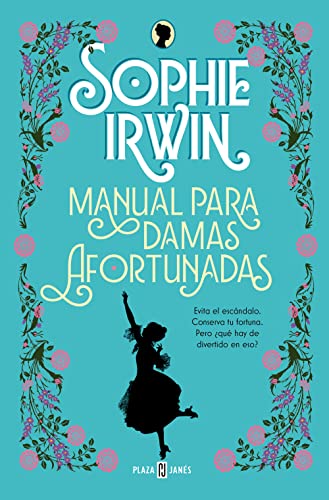 SOPHIE
IRWIN
MANUAL PARA
DAMAS
AFORTUNADAS
Evita el escándalo.
Conserva tu fortuna.
Pero ¿qué hay de
divertido en eso?
PLAZA JANÉS